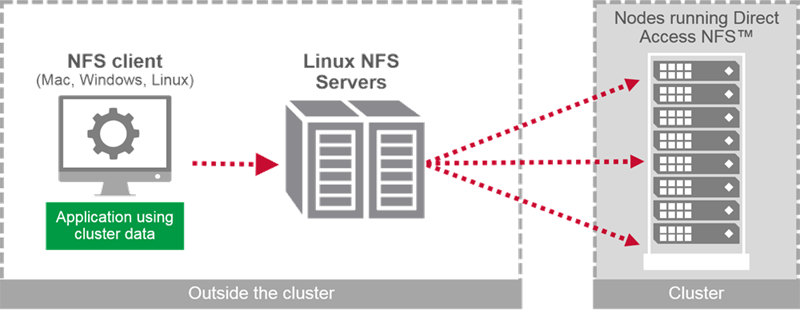 NFS client
(Mac, Windows, Linux)
Application using
cluster data
Linux NFS
Servers
Outside the cluster
Nodes running Direct
Access NFS™
Cluster